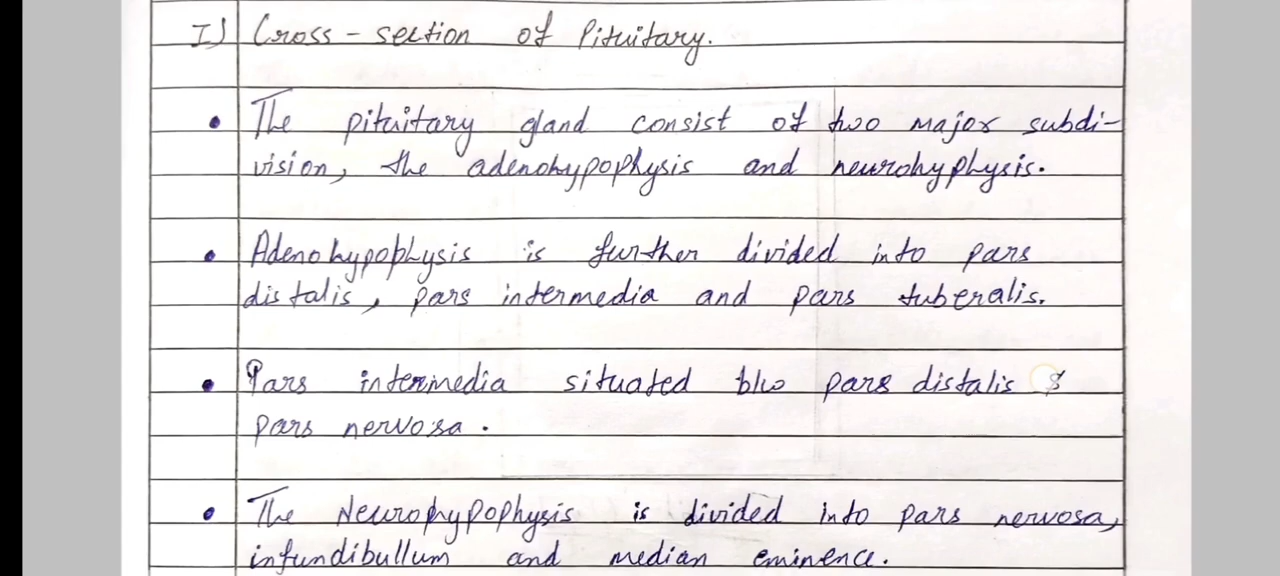 I) Cross - section of Pituitary.
• The pituitary gland consist of two major subdi-
vision, the adenohypophysis and neurohyphysis.
• Adenohypophysis is further divided into pars
distalis, pars intermedia and pars tuberalis.
• Pars intermedia situated b/w pars distalis &
pars nervosa.
• The Neurohypophysis is divided into pars nervosa,
infundibullum and median eminence.